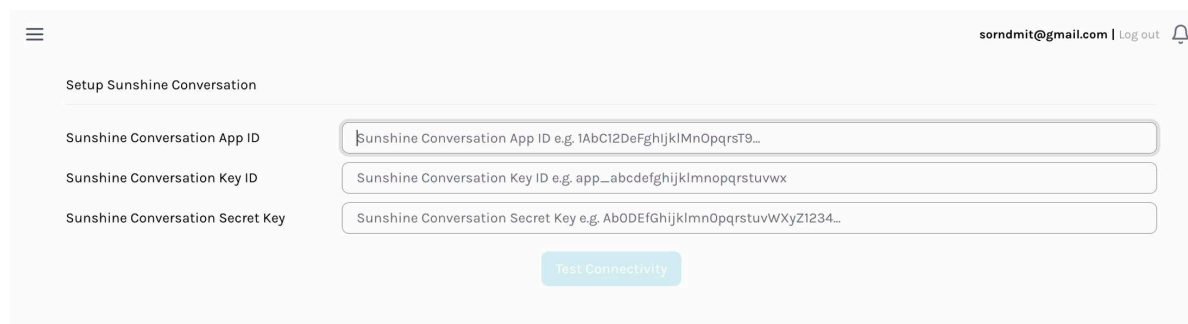 sorndmit@gmail.com | Log out
Setup Sunshine Conversation
Sunshine Conversation App ID
Sunshine Conversation App ID e.g. 1AbC12DeFghIjklMnOpqrsT9...
Sunshine Conversation Key ID
Sunshine Conversation Key ID e.g. app_abcdefghijklmnopqrstuvwx
Sunshine Conversation Secret Key
Sunshine Conversation Secret Key e.g. Ab0DEfGhijklmn0pqrstuvWXyZ1234...
Test Connectivity